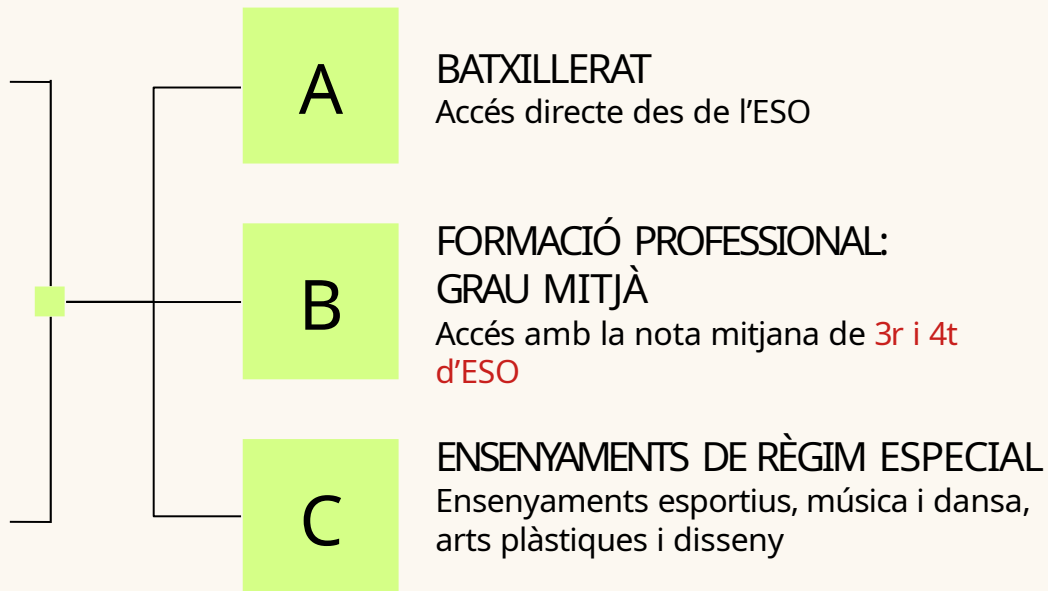 A
BATXILLERAT
Accés directe des de l’ESO
B
FORMACIÓ PROFESSIONAL:
GRAU MITJÀ
Accés amb la nota mitjana de 3r i 4t
d’ESO
C
ENSENYAMENTS DE RÈGIM ESPECIAL
Ensenyaments esportius, música i dansa,
arts plàstiques i disseny